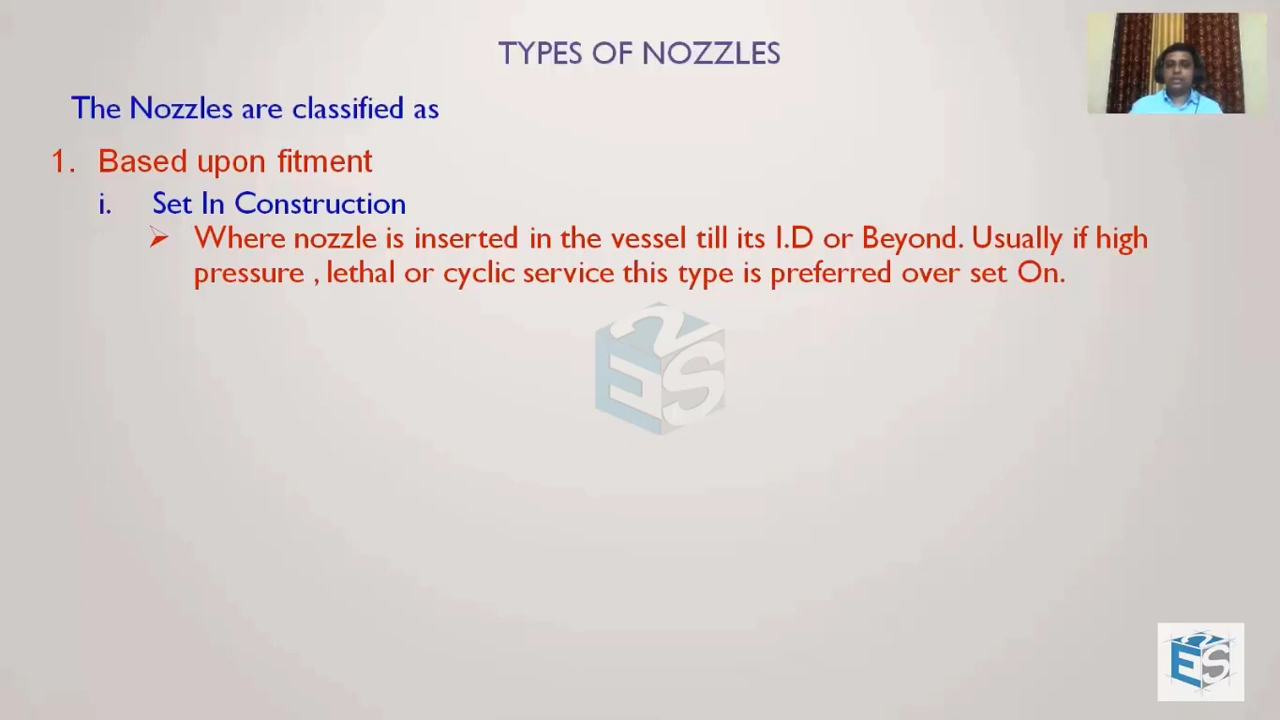 TYPES OF NOZZLES
The Nozzles are classified as
1. Based upon fitment
i. Set In Construction
➢ Where nozzle is inserted in the vessel till its I.D or Beyond. Usually if high
pressure , lethal or cyclic service this type is preferred over set On.
E2S
E2S